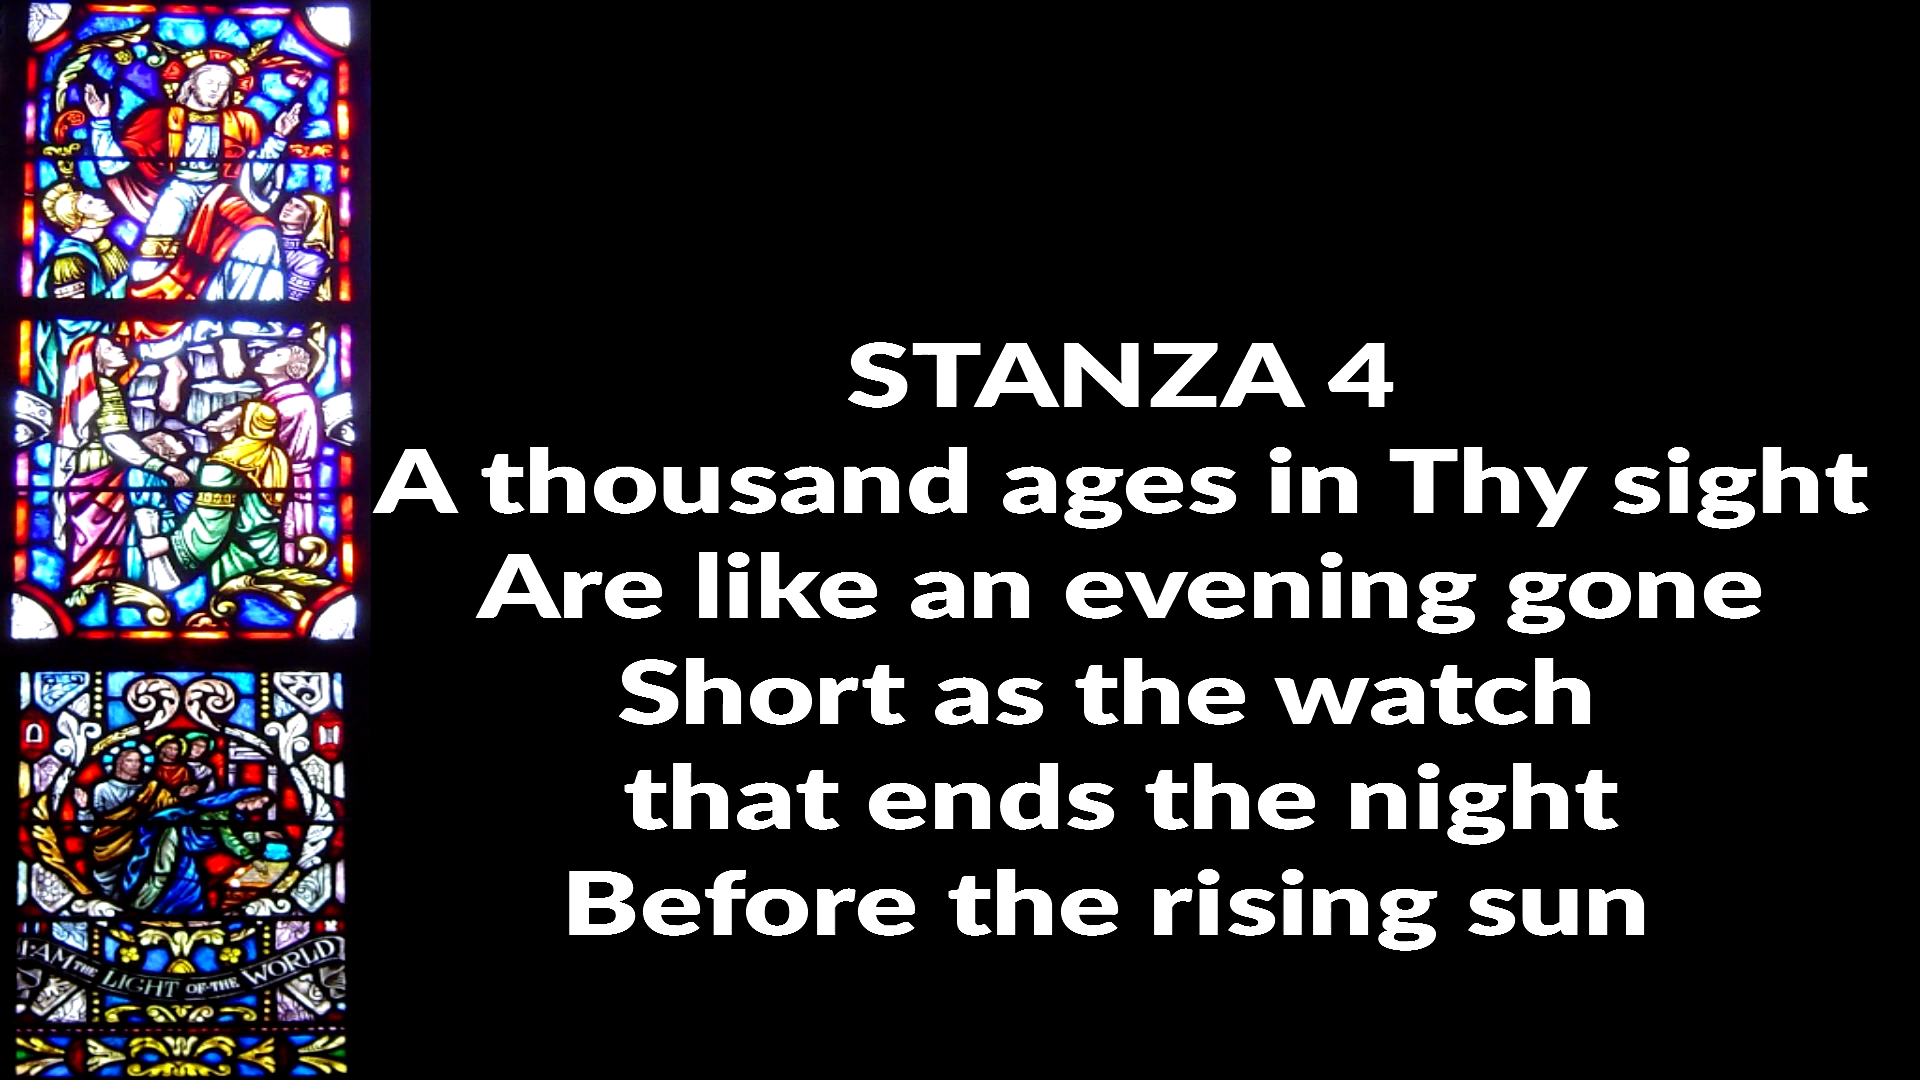 STANZA 4
A thousand ages in Thy sight
Are like an evening gone
Short as the watch
that ends the night
Before the rising sun
I·AM THE LIGHT OF·THE WORLD